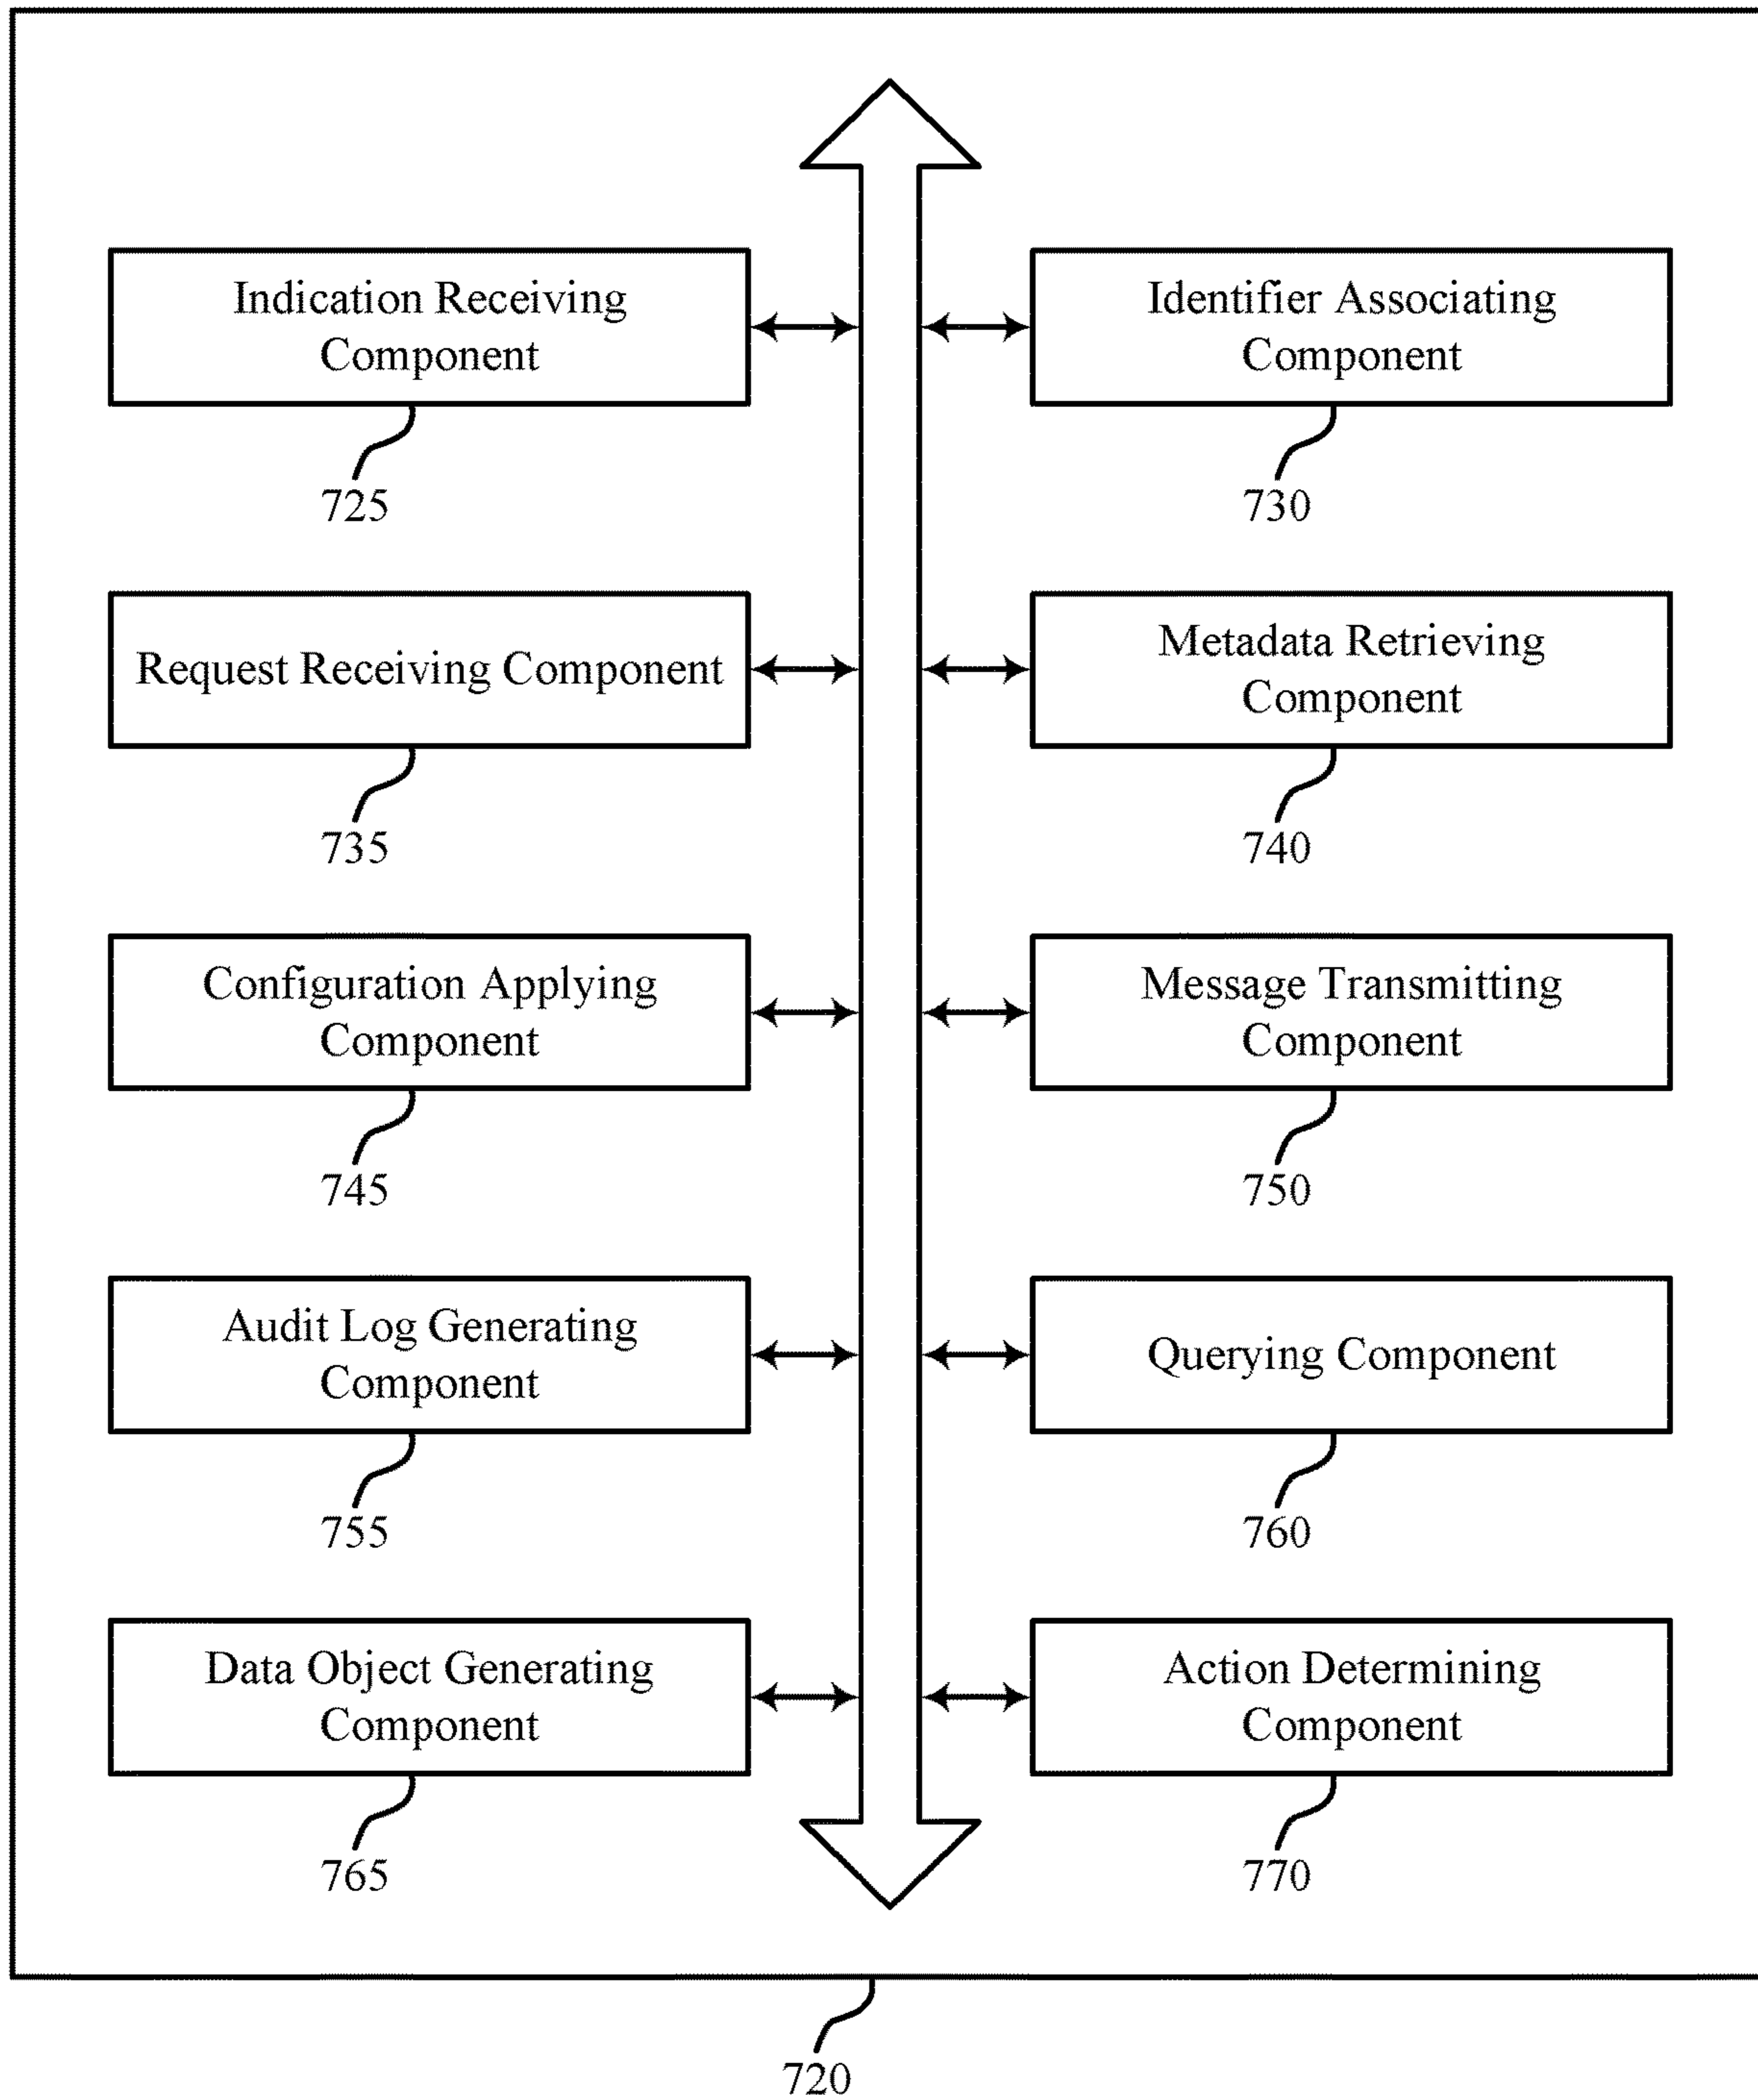 Indication Receiving
Component
725
Identifier Associating
Component
730
Request Receiving Component
735
Metadata Retrieving
Component
740
Configuration Applying
Component
745
Message Transmitting
Component
750
Audit Log Generating
Component
755
Querying Component
760
Data Object Generating
Component
765
Action Determining
Component
770
720